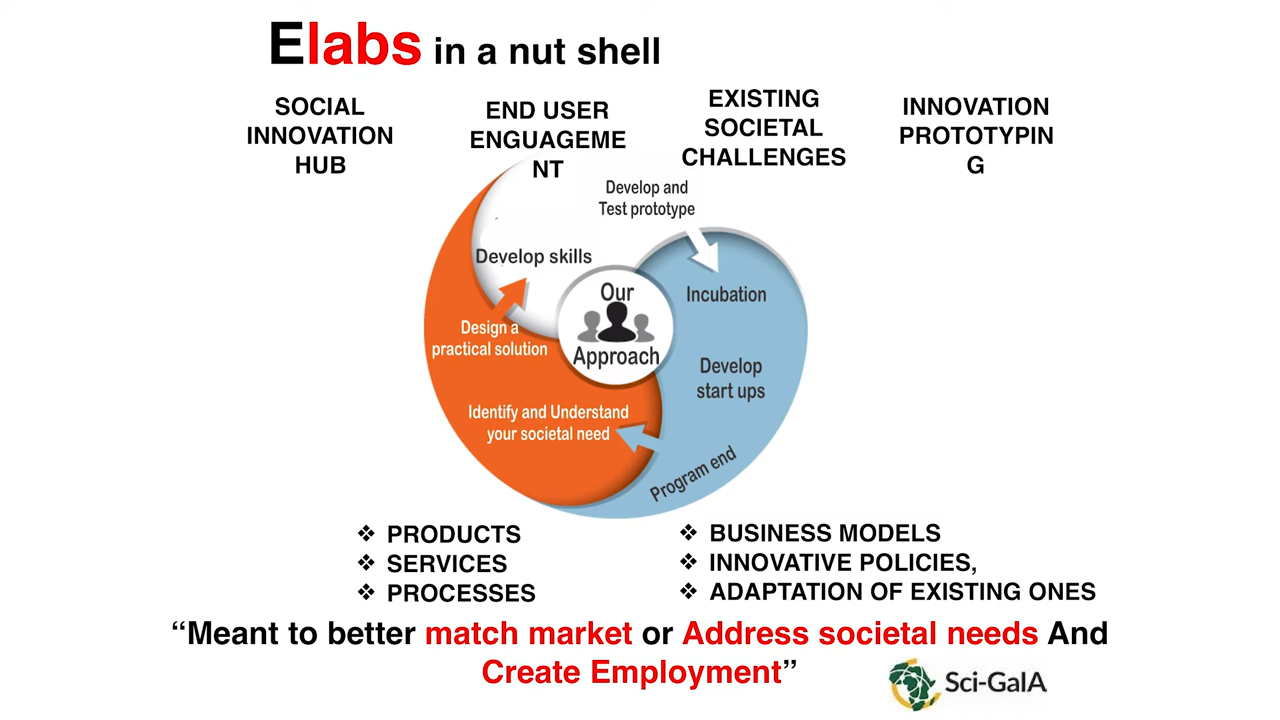 Elabs in a nut shell
SOCIAL
INNOVATION
HUB
END USER
ENGUAGEME
NT
EXISTING
SOCIETAL
CHALLENGES
INNOVATION
PROTOTYPIN
G
Develop and
Test prototype
Develop skills
Our
Approach
Incubation
Design a
practical solution
Develop
start ups
Identify and Understand
your societal need
Program end
❖ PRODUCTS
❖ SERVICES
❖ PROCESSES
❖ BUSINESS MODELS
❖ INNOVATIVE POLICIES,
❖ ADAPTATION OF EXISTING ONES
“Meant to better match market or Address societal needs And
Create Employment”
Sci-GaIA